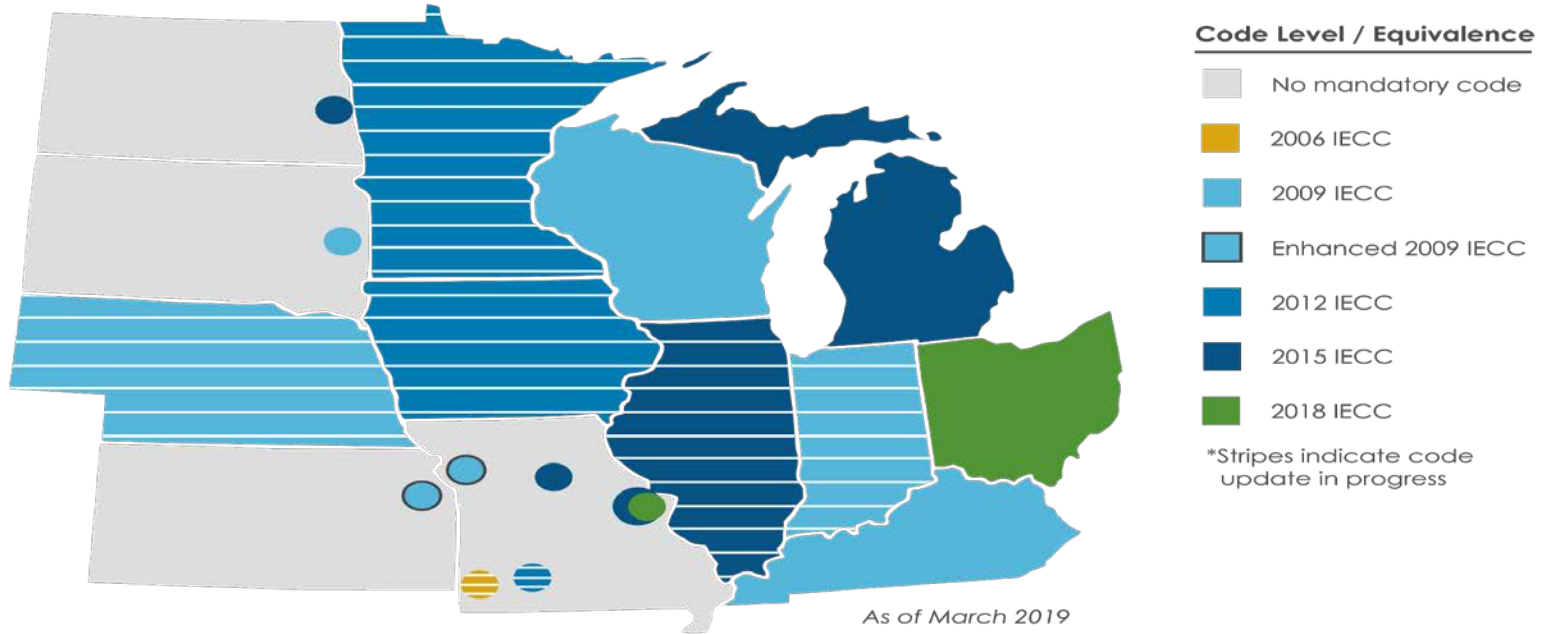 Code Level / Equivalence
No mandatory code
2006 IECC
2009 IECC
Enhanced 2009 IECC
2012 IECC
2015 IECC
2018 IECC
*Stripes indicate code
update in progress
As of March 2019